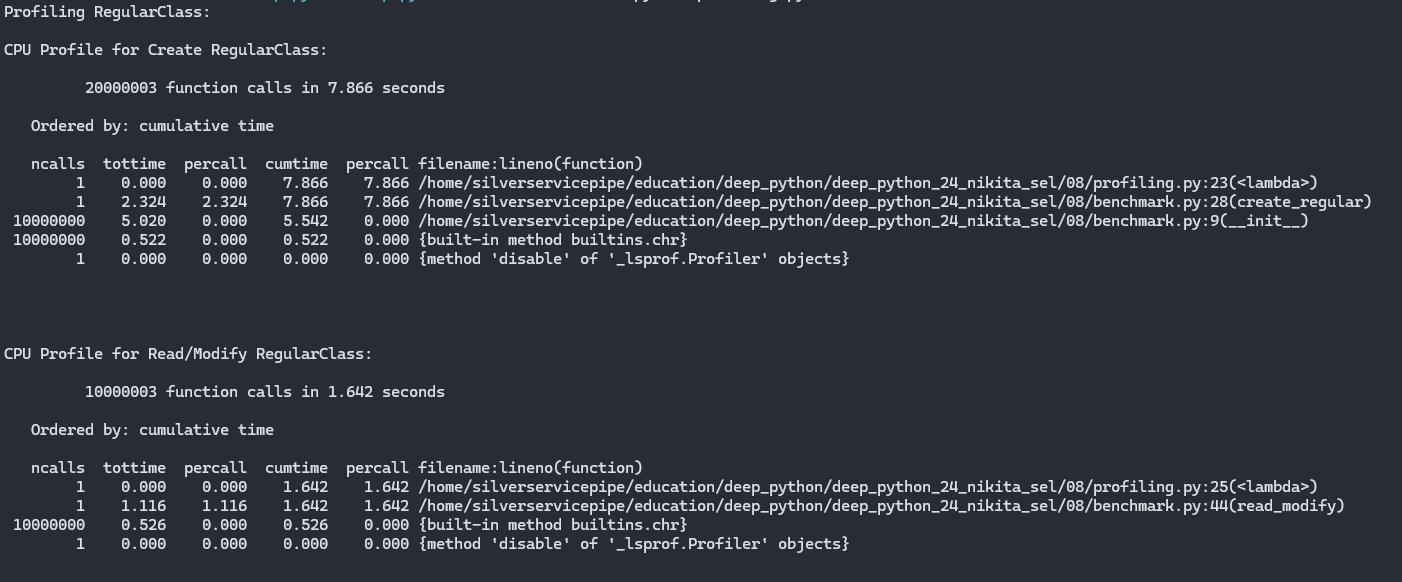 Profiling RegularClass:
CPU Profile for Create RegularClass:
20000003 function calls in 7.866 seconds
Ordered by: cumulative time
ncalls  tottime  percall  cumtime  percall filename:lineno(function)
1    0.000    0.000    7.866    7.866 /home/silverservicepipe/education/deep_python/deep_python_24_nikita_sel/08/profiling.py:23(<lambda>)
1    2.324    2.324    7.866    7.866 /home/silverservicepipe/education/deep_python/deep_python_24_nikita_sel/08/benchmark.py:28(create_regular)
10000000    5.020    0.000    5.542    0.000 /home/silverservicepipe/education/deep_python/deep_python_24_nikita_sel/08/benchmark.py:9(__init__)
10000000    0.522    0.000    0.522    0.000 {built-in method builtins.chr}
1    0.000    0.000    0.000    0.000 {method 'disable' of '_lsprof.Profiler' objects}
CPU Profile for Read/Modify RegularClass:
10000003 function calls in 1.642 seconds
Ordered by: cumulative time
ncalls  tottime  percall  cumtime  percall filename:lineno(function)
1    0.000    0.000    1.642    1.642 /home/silverservicepipe/education/deep_python/deep_python_24_nikita_sel/08/profiling.py:25(<lambda>)
1    1.116    1.116    1.642    1.642 /home/silverservicepipe/education/deep_python/deep_python_24_nikita_sel/08/benchmark.py:44(read_modify)
10000000    0.526    0.000    0.526    0.000 {built-in method builtins.chr}
1    0.000    0.000    0.000    0.000 {method 'disable' of '_lsprof.Profiler' objects}